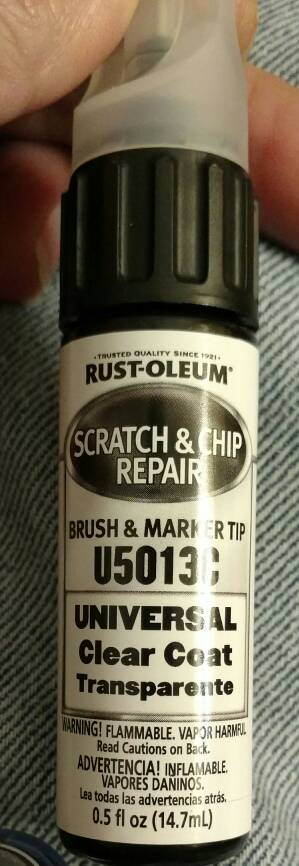 • TRUSTED QUALITY SINCE 1921 •
RUST-OLEUM®
SCRATCH & CHIP
REPAIR
BRUSH & MARKER TIP
U5013C
UNIVERSAL
Clear Coat
Transparente
WARNING! FLAMMABLE. VAPOR HARMFUL
Read Cautions on Back.
ADVERTENCIA! INFLAMABLE.
VAPORES DANINOS.
Lea todas las advertencias atrás.
0.5 fl oz (14.7mL)